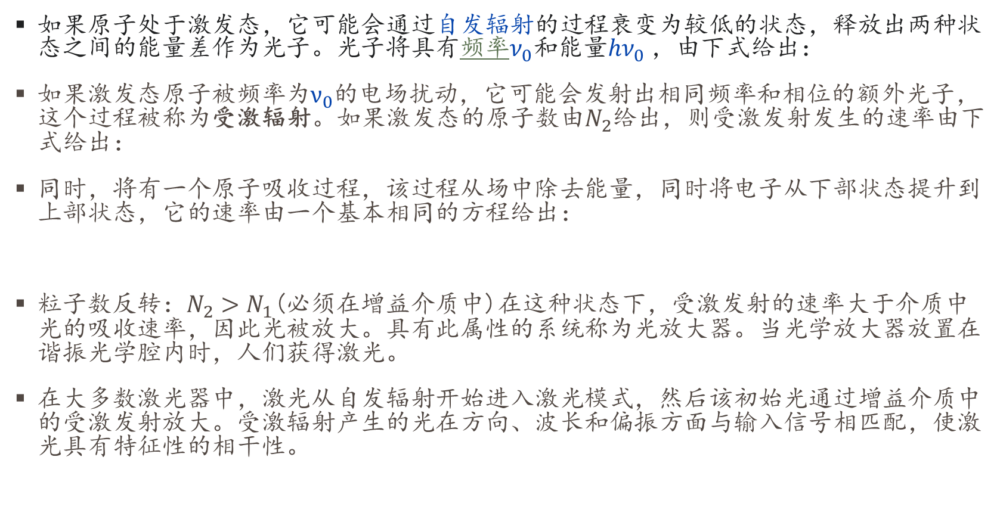 ▪ 如果原子处于激发态，它可能会通过自发辐射的过程衰变为较低的状态，释放出两种状
态之间的能量差作为光子。光子将具有频率ν₀和能量hν₀ ，由下式给出：
▪ 如果激发态原子被频率为ν₀的电场扰动，它可能会发射出相同频率和相位的额外光子，
这个过程被称为受激辐射。如果激发态的原子数由N₂给出，则受激发射发生的速率由下
式给出：
▪ 同时，将有一个原子吸收过程，该过程从场中除去能量，同时将电子从下部状态提升到
上部状态，它的速率由一个基本相同的方程给出：
▪ 粒子数反转：N₂ > N₁(必须在增益介质中)在这种状态下，受激发射的速率大于介质中
光的吸收速率，因此光被放大。具有此属性的系统称为光放大器。当光学放大器放置在
谐振光学腔内时，人们获得激光。
▪ 在大多数激光器中，激光从自发辐射开始进入激光模式，然后该初始光通过增益介质中
的受激发射放大。受激辐射产生的光在方向、波长和偏振方面与输入信号相匹配，使激
光具有特征性的相干性。